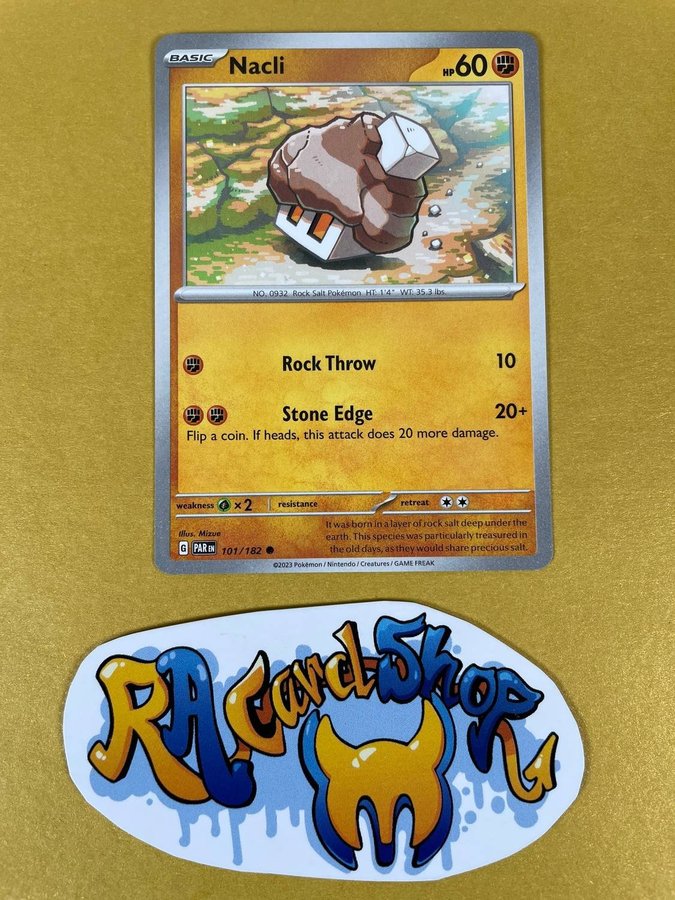 BASIC Nacli HP60
NO. 0932 Rock Salt Pokémon HT: 1'4" WT: 35.3 lbs.
Rock Throw 10
Stone Edge 20+
Flip a coin. If heads, this attack does 20 more damage.
weakness ×2 resistance retreat
Illus. Mizue
It was born in a layer of rock salt deep under the
earth. This species was particularly treasured in
the old days, as they would share precious salt.
G PAR EN 101/182
©2023 Pokémon / Nintendo / Creatures / GAME FREAK
RA Card Shop